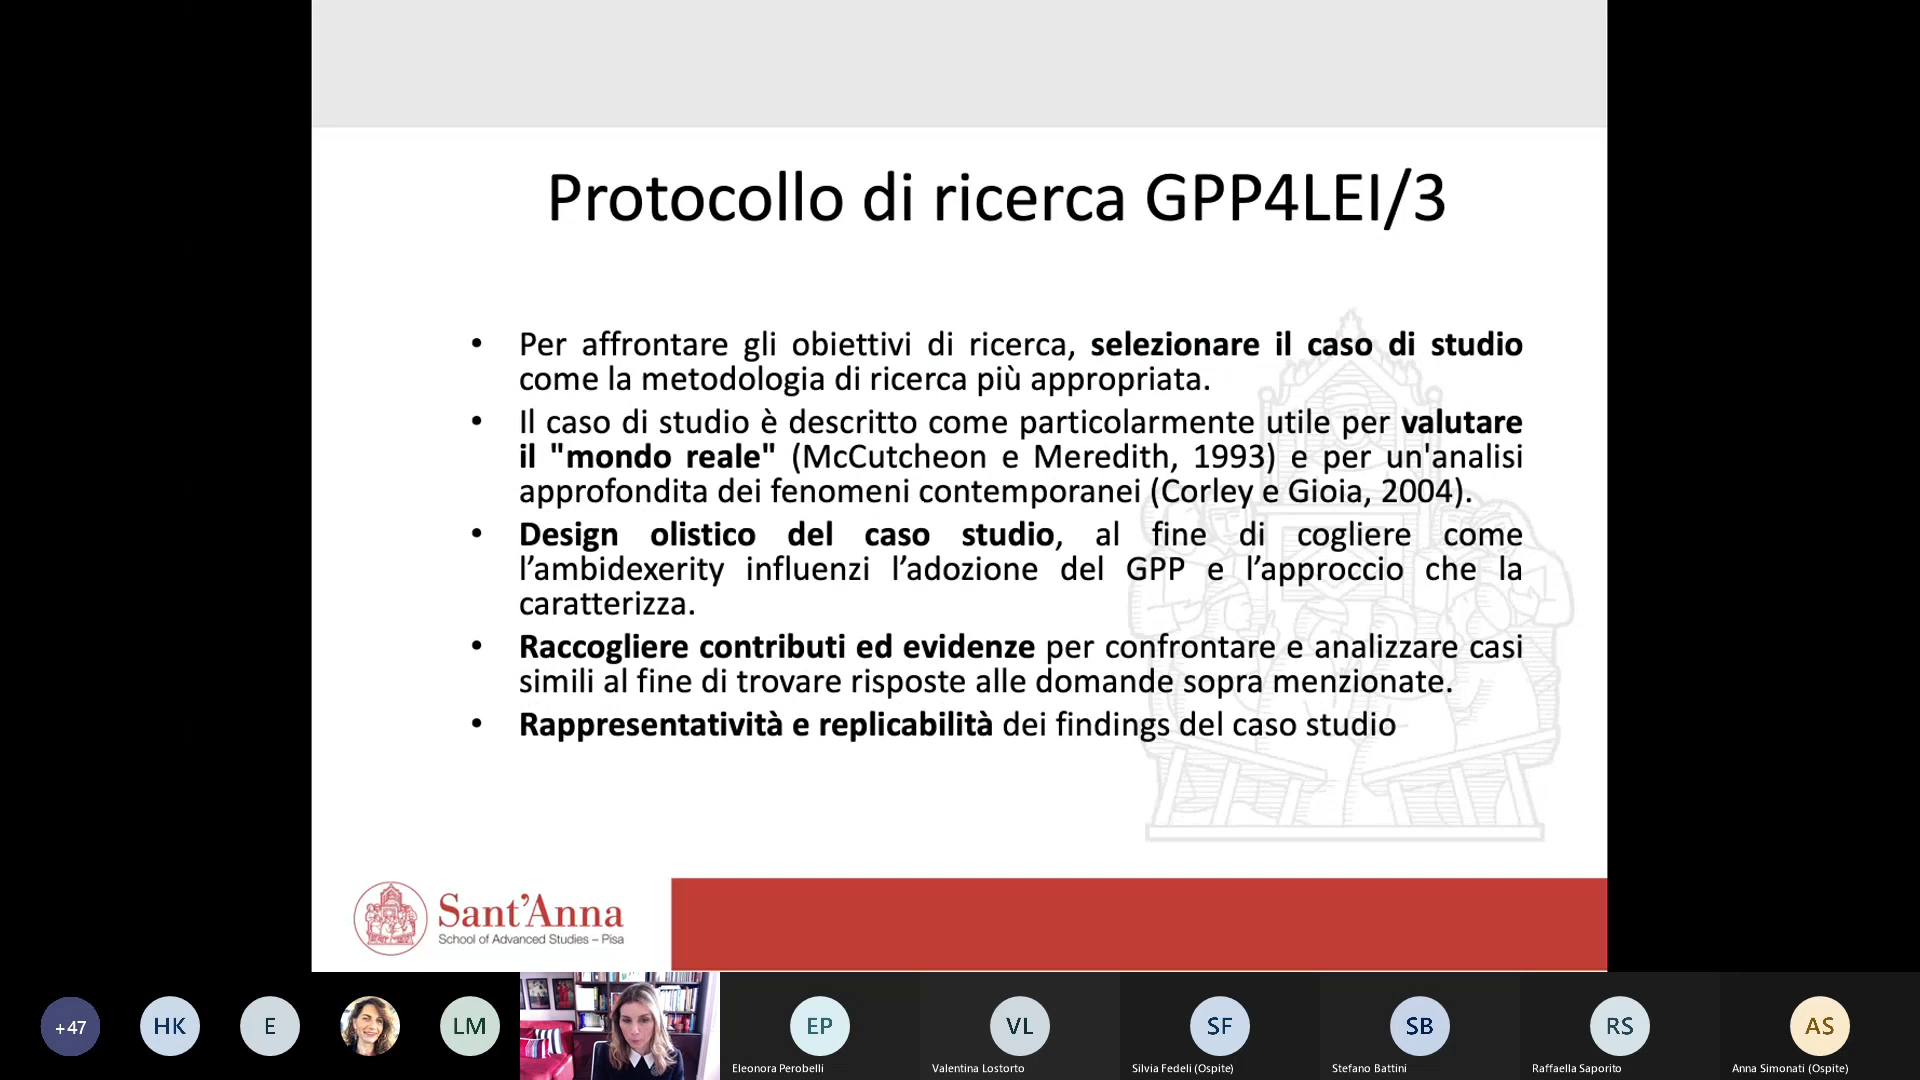 Protocollo di ricerca GPP4LEI/3
• Per affrontare gli obiettivi di ricerca, selezionare il caso di studio
come la metodologia di ricerca più appropriata.
• Il caso di studio è descritto come particolarmente utile per valutare
il "mondo reale" (McCutcheon e Meredith, 1993) e per un'analisi
approfondita dei fenomeni contemporanei (Corley e Gioia, 2004).
• Design olistico del caso studio, al fine di cogliere come
l’ambidexerity influenzi l’adozione del GPP e l’approccio che la
caratterizza.
• Raccogliere contributi ed evidenze per confrontare e analizzare casi
simili al fine di trovare risposte alle domande sopra menzionate.
• Rappresentatività e replicabilità dei findings del caso studio
Sant’Anna
School of Advanced Studies – Pisa
+47
HK
E
LM
EP
VL
SF
SB
RS
AS
Eleonora Perobelli
Valentina Lostorto
Silvia Fedeli (Ospite)
Stefano Battini
Raffaella Saporito
Anna Simonati (Ospite)